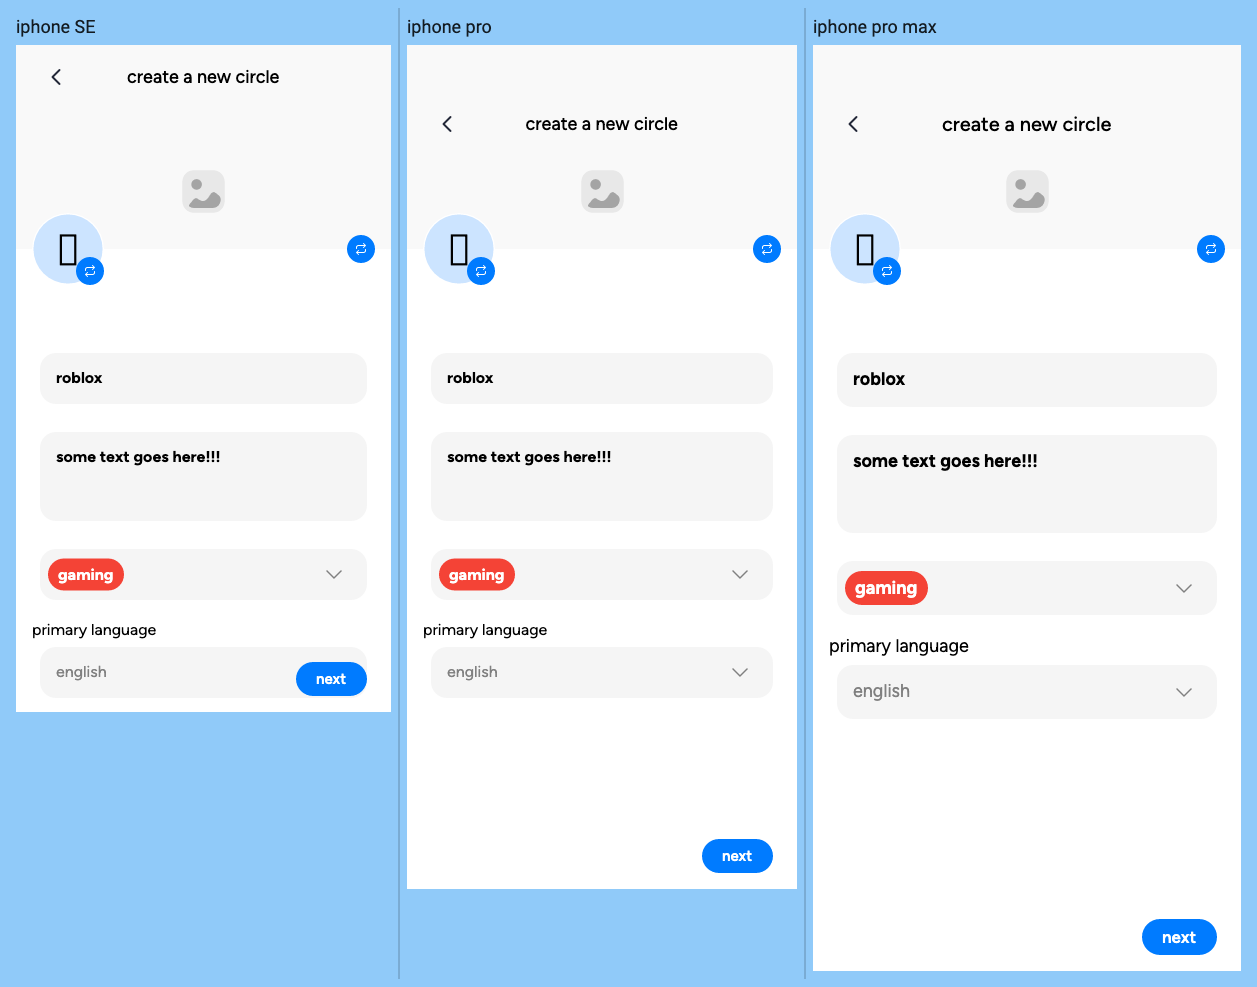 iphone SE
create a new circle
roblox
some text goes here!!!
gaming
primary language
english
next
iphone pro
create a new circle
roblox
some text goes here!!!
gaming
primary language
english
next
iphone pro max
create a new circle
roblox
some text goes here!!!
gaming
primary language
english
next